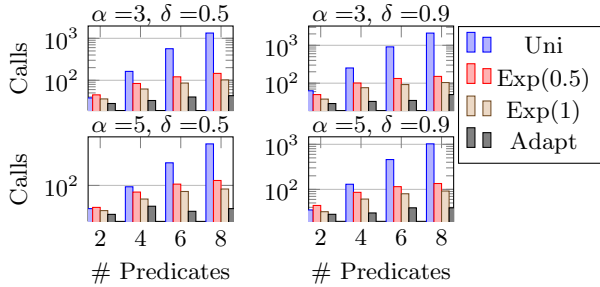 α =3, δ =0.5
α =3, δ =0.9
Calls
10³
10²
10³
10²
Uni
Exp(0.5)
Exp(1)
Adapt
α =5, δ =0.5
α =5, δ =0.9
Calls
10²
10³
10²
2 4 6 8
2 4 6 8
# Predicates
# Predicates